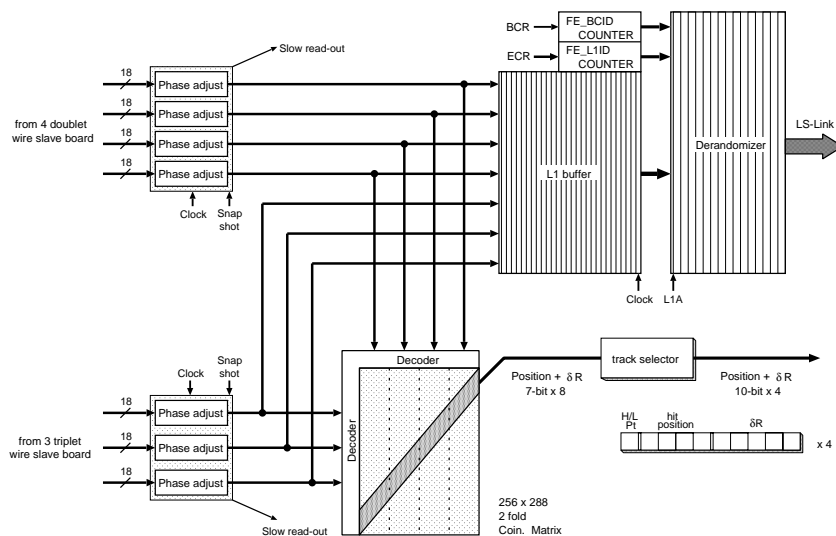 BCR
FE_BCID
COUNTER
ECR
FE_L1ID
COUNTER
Slow read-out
18
Phase adjust
18
Phase adjust
from 4 doublet
wire slave board
18
Phase adjust
18
Phase adjust
Clock
Snap
shot
L1 buffer
Derandomizer
LS-Link
Clock
L1A
Decoder
Decoder
Position + δR
7-bit x 8
track selector
Position + δR
10-bit x 4
Clock
Snap
shot
18
Phase adjust
from 3 triplet
wire slave board
18
Phase adjust
18
Phase adjust
Slow read-out
H/L
Pt
hit
position
δR
x 4
256 x 288
2 fold
Coin. Matrix